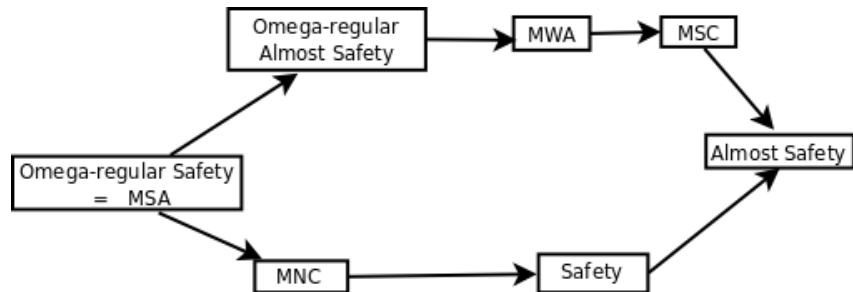 Omega-regular
Almost Safety
MWA
MSC
Omega-regular Safety
= MSA
Almost Safety
MNC
Safety